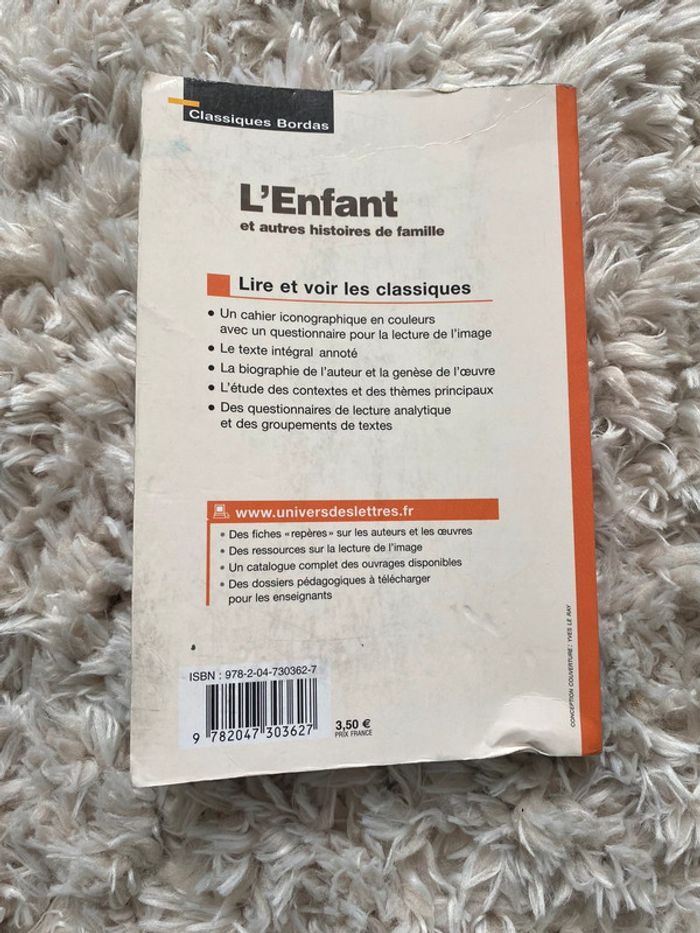 Classiques Bordas
L'Enfant
et autres histoires de famille
Lire et voir les classiques
• Un cahier iconographique en couleurs
avec un questionnaire pour la lecture de l'image
• Le texte intégral annoté
• La biographie de l'auteur et la genèse de l'œuvre
• L'étude des contextes et des thèmes principaux
• Des questionnaires de lecture analytique
et des groupements de textes
www.universdeslettres.fr
• Des fiches «repères» sur les auteurs et les œuvres
• Des ressources sur la lecture de l'image
• Un catalogue complet des ouvrages disponibles
• Des dossiers pédagogiques à télécharger
pour les enseignants
CONCEPTION COUVERTURE : YVES LE RAY
ISBN : 978-2-04-730362-7
9 782047 303627
3,50 €
PRIX FRANCE